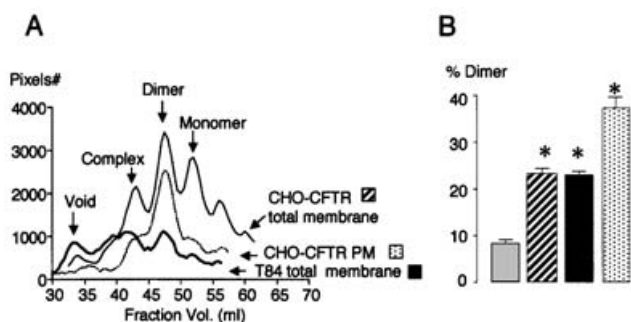 A
Pixels#
4000
3000
2000
1000
0
Void
Complex
Dimer
Monomer
CHO-CFTR
total membrane
CHO-CFTR PM
T84 total membrane
30 35 40 45 50 55 60 65 70
Fraction Vol. (ml)
B
% Dimer
40
30
20
10
0
* * *